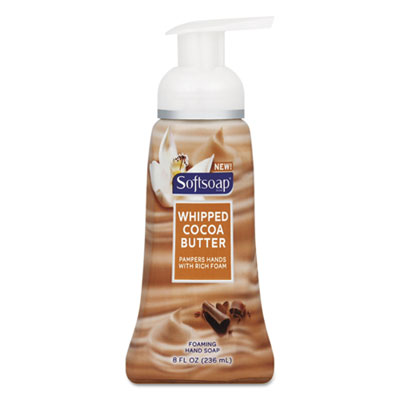 NEW!
Softsoap
WHIPPED
COCOA
BUTTER
PAMPERS HANDS
WITH RICH FOAM
FOAMING
HAND SOAP
8 FL OZ (236 mL)